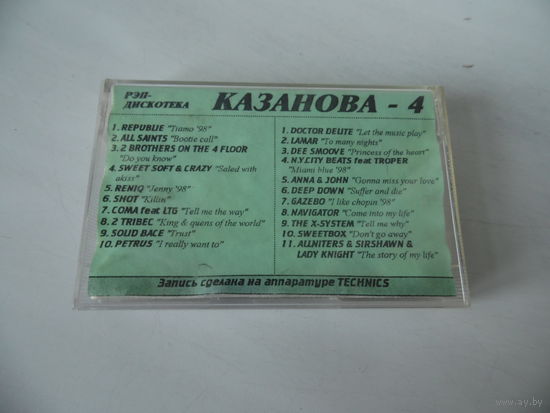 РЭП-
ДИСКОТЕКА
КАЗАНОВА - 4
1. REPUBLIE "Tiamo '98"
2. ALL SAINTS "Bootie call"
3. 2 BROTHERS ON THE 4 FLOOR
"Do you know"
4. SWEET SOFT & CRAZY "Saled with
akiss"
5. RENIQ "Jenny '98"
6. SHOT "Killin"
7. COMA feat LTG "Tell me the way"
8. 2 TRIBEC "King & quens of the world"
9. SOLID BACE "Trust"
10. PETRUS "I really want to"
1. DOCTOR DELITE "Let the music play"
2. LAMAR "To many nights"
3. DEE SMOOVE "Princess of the heart"
4. N.Y.CITY BEATS feat TROPER
"Miami blue '98"
5. ANNA & JOHN "Gonna miss your love"
6. DEEP DOWN "Suffer and die"
7. GAZEBO "I like chopin '98"
8. NAVIGATOR "Come into my life"
9. THE X-SYSTEM "Tell me why"
10. SWEETBOX "Don't go away"
11. ALLNITERS & SIRSHAWN &
LADY KNIGHT "The story of my life"
Запись сделана на аппаратуре TECHNICS
www.ay.by